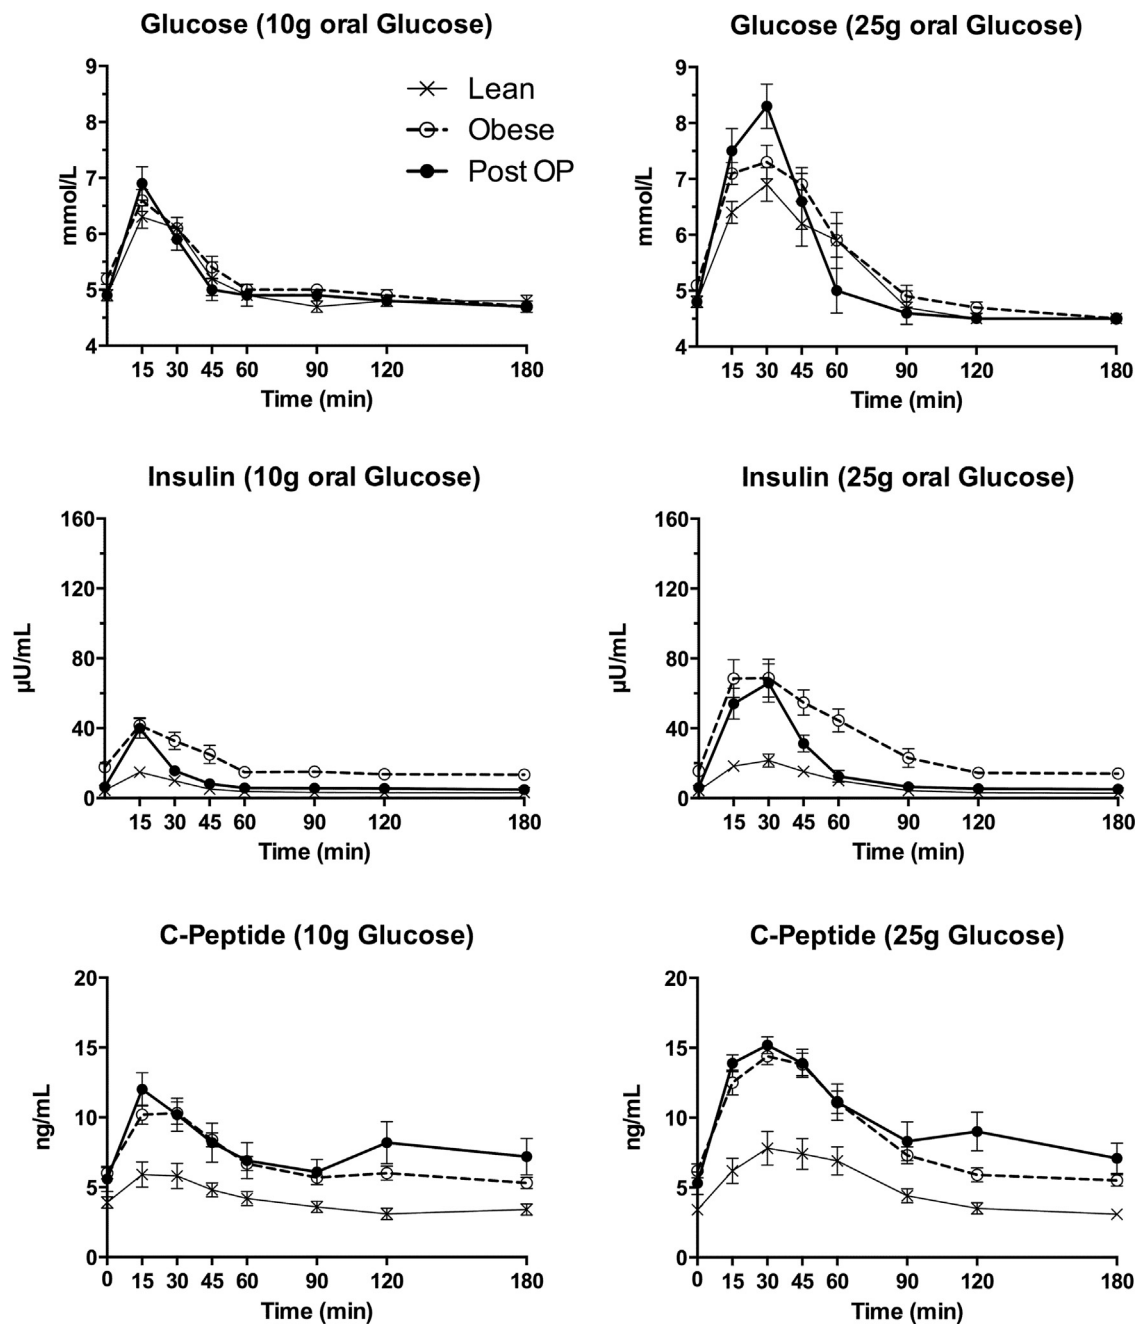 Glucose (10g oral Glucose)
9
8
7
6
5
4
mmol/L
15 30 45 60 90 120 180
Time (min)
Lean
Obese
Post OP
Glucose (25g oral Glucose)
9
8
7
6
5
4
mmol/L
15 30 45 60 90 120 180
Time (min)
Insulin (10g oral Glucose)
160
120
80
40
0
µU/mL
15 30 45 60 90 120 180
Time (min)
Insulin (25g oral Glucose)
160
120
80
40
0
µU/mL
15 30 45 60 90 120 180
Time (min)
C-Peptide (10g Glucose)
20
15
10
5
0
ng/mL
0 15 30 45 60 90 120 180
Time (min)
C-Peptide (25g Glucose)
20
15
10
5
0
ng/mL
0 15 30 45 60 90 120 180
Time (min)